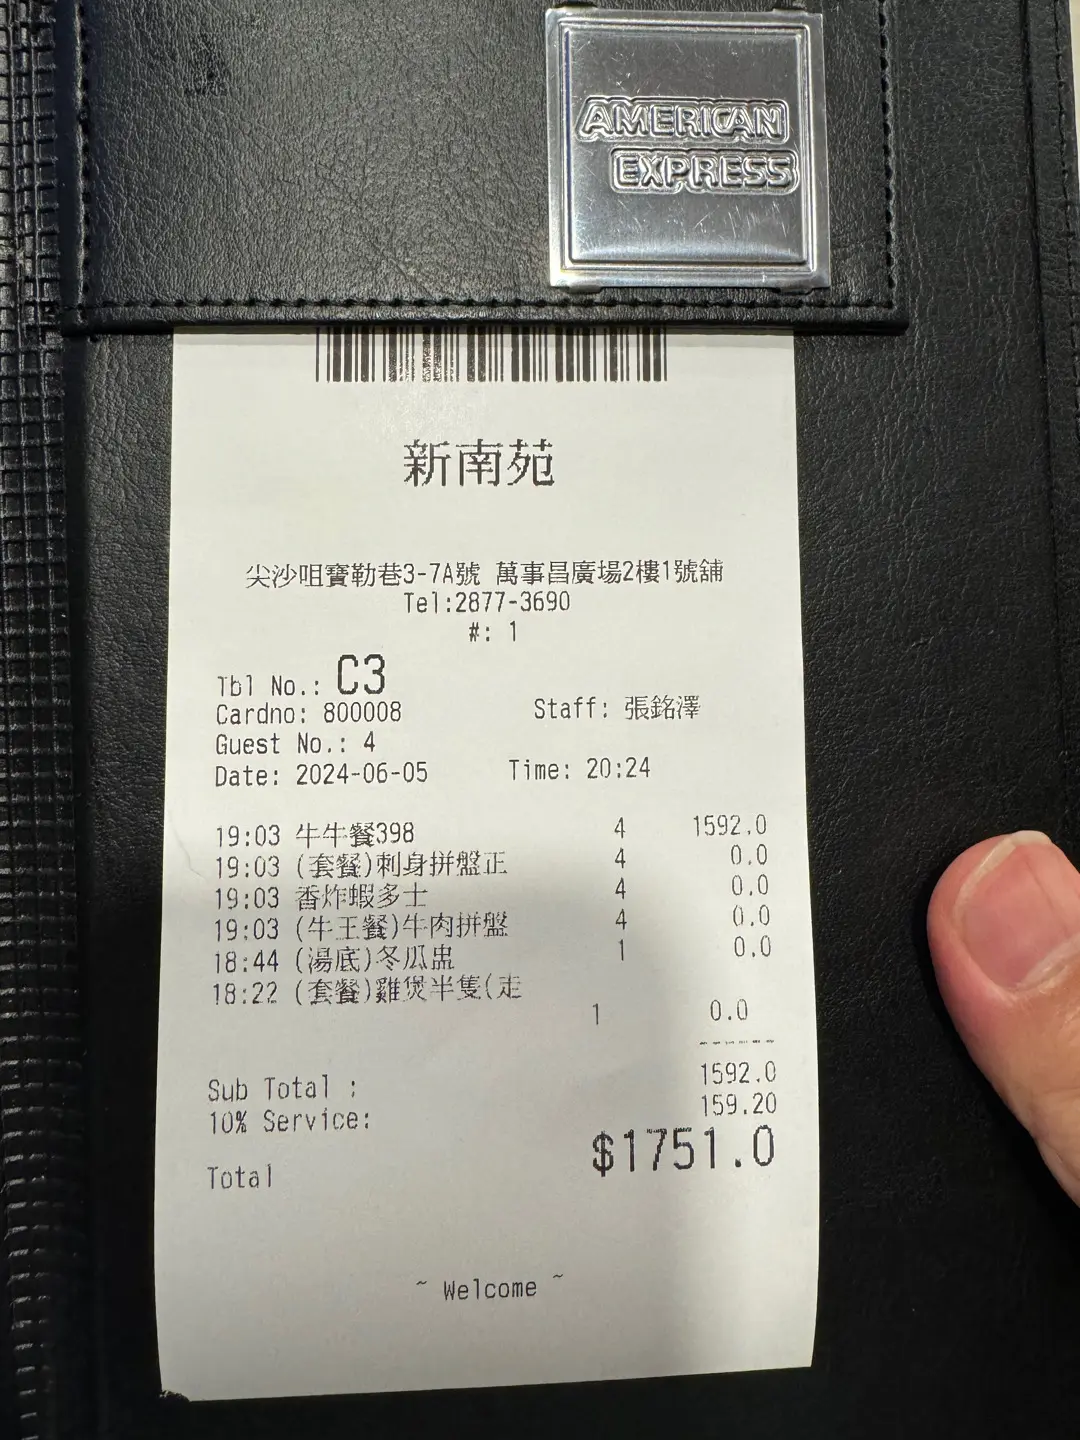 AMERICAN
EXPRESS
新南苑
尖沙咀寶勒巷3-7A號 萬事昌廣場2樓1號舖
Tel:2877-3690
#: 1
Tbl No.: C3
Cardno: 800008 Staff: 張銘澤
Guest No.: 4
Date: 2024-06-05 Time: 20:24
19:03 牛牛餐398 4 1592.0
19:03 (套餐)刺身拼盤正 4 0.0
19:03 香炸蝦多士 4 0.0
19:03 (牛王餐)牛肉拼盤 4 0.0
18:44 (湯底)冬瓜盅 1 0.0
18:22 (套餐)雞煲半隻(走
1 0.0
------
Sub Total : 1592.0
10% Service: 159.20
Total $1751.0
~ Welcome ~